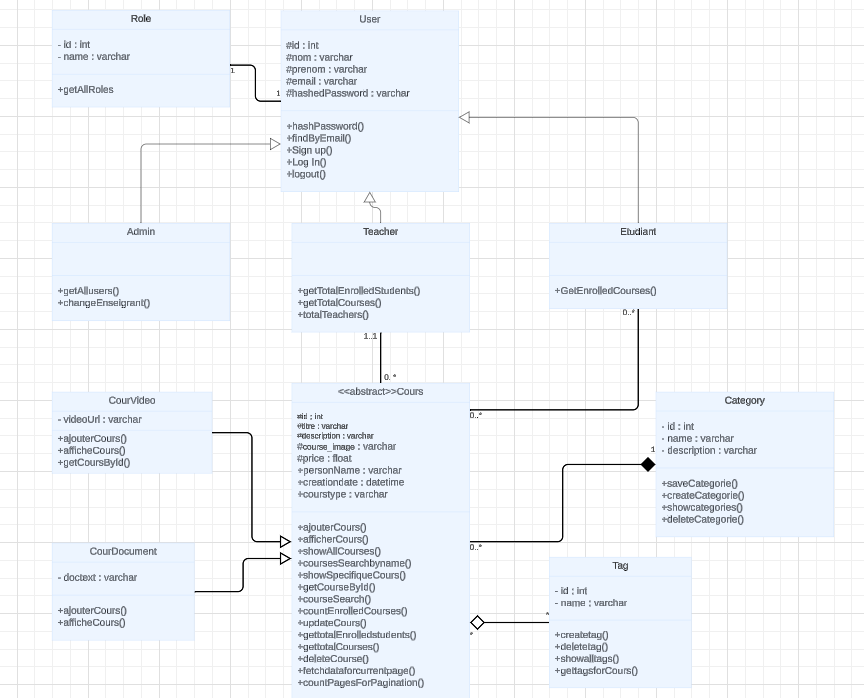 Role
- id : int
- name : varchar
+getAllRoles
User
#id : int
#nom : varchar
#prenom : varchar
#email : varchar
#hashedPassword : varchar
+hashPassword()
+findByEmail()
+Sign up()
+Log In()
+logout()
1
1
Admin
+getAllusers()
+changeEnseigrant()
Teacher
+getTotalEnrolledStudents()
+getTotalCourses()
+totalTeachers()
Etudiant
+GetEnrolledCourses()
0..*
1..1
0. *
CourVideo
- videoUrl : varchar
+ajouterCours()
+afficheCours()
+getCoursById()
<<abstract>>Cours
#id : int
#titre : varchar
#description : varchar
#course_image : varchar
#price : float
+personName : varchar
+creationdate : datetime
+courstype : varchar
+ajouterCours()
+afficherCours()
+showAllCourses()
+coursesSearchbyname()
+showSpecifiqueCours()
+getCourseById()
+courseSearch()
+countEnrolledCourses()
+updateCours()
+gettotalEnrolledstudents()
+gettotalCourses()
+deleteCourse()
+fetchdataforcurrentpage()
+countPagesForPagination()
0..*
Category
- id : int
- name : varchar
- description : varchar
+saveCategorie()
+createCategorie()
+showcategories()
+deleteCategorie()
1
0..*
CourDocument
- doctext : varchar
+ajouterCours()
+afficheCours()
Tag
- id : int
- name : varchar
+createtag()
+deletetag()
+showalltags()
+gettagsforCours()
*
*